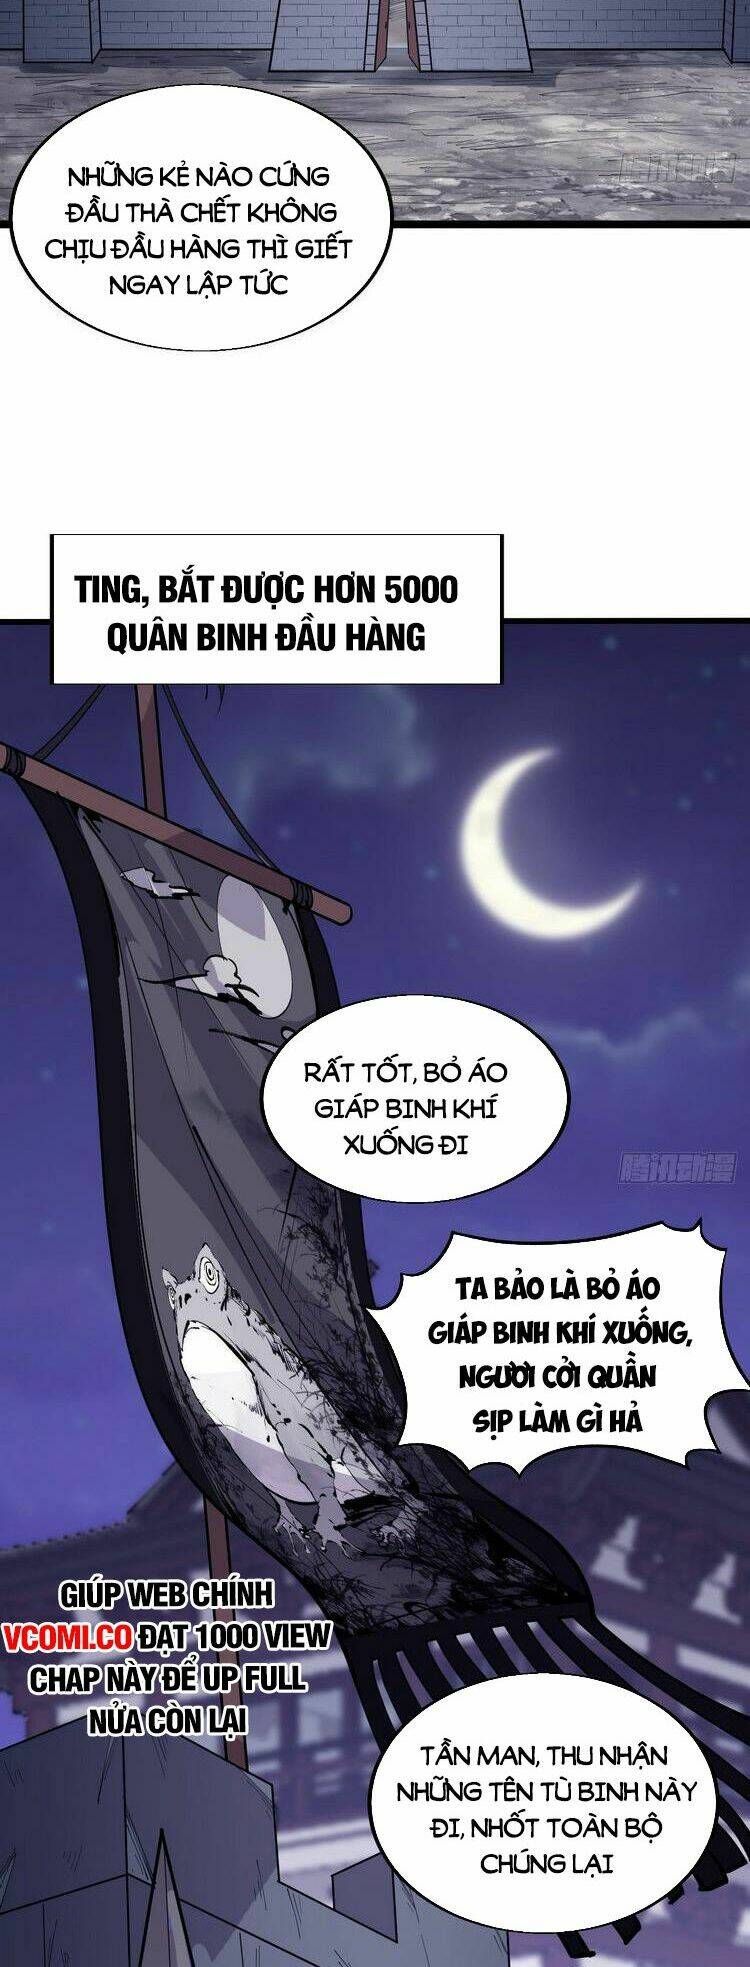 NHỮNG KẺ NÀO CỨNG
ĐẦU THÀ CHẾT KHÔNG
CHỊU ĐẦU HÀNG THÌ GIẾT
NGAY LẬP TỨC
TING, BẮT ĐƯỢC HƠN 5000
QUÂN BINH ĐẦU HÀNG
RẤT TỐT, BỎ ÁO
GIÁP BINH KHÍ
XUỐNG ĐI
腾讯动漫
TA BẢO LÀ BỎ ÁO
GIÁP BINH KHÍ XUỐNG,
NGƯƠI CỞI QUẦN
SỊP LÀM GÌ HẢ
GIÚP WEB CHÍNH
VCOMI.CO ĐẠT 1000 VIEW
CHAP NÀY ĐỂ UP FULL
NỬA CÒN LẠI
TẦN MAN, THU NHẬN
NHỮNG TÊN TÙ BINH NÀY
ĐI, NHỐT TOÀN BỘ
CHÚNG LẠI